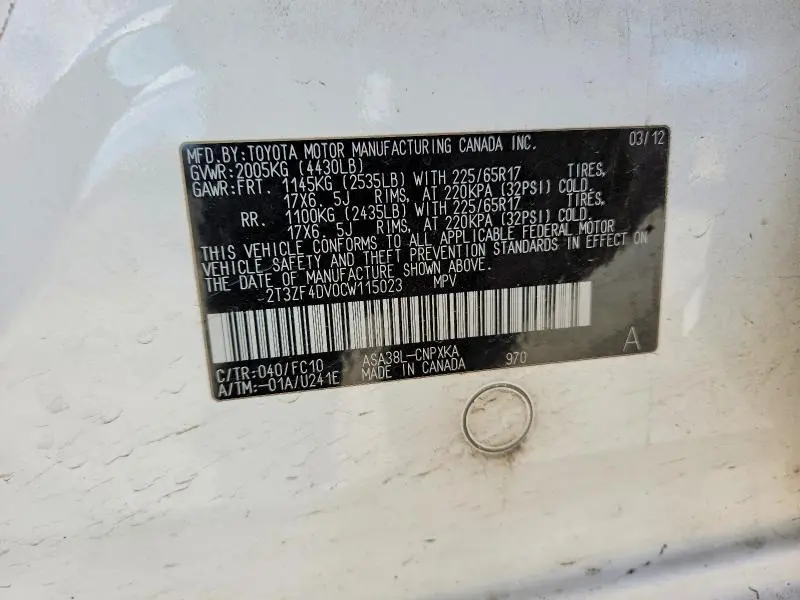 MFD. BY: TOYOTA MOTOR MANUFACTURING CANADA INC. 03/12
GVWR: 2005KG (4430LB)
GAWR: FRT. 1145KG (2535LB) WITH 225/65R17 TIRES,
17X6. 5J RIMS, AT 220KPA (32PSI) COLD.
RR. 1100KG (2435LB) WITH 225/65R17 TIRES,
17X6. 5J RIMS, AT 220KPA (32PSI) COLD.
THIS VEHICLE CONFORMS TO ALL APPLICABLE FEDERAL MOTOR
VEHICLE SAFETY AND THEFT PREVENTION STANDARDS IN EFFECT ON
THE DATE OF MANUFACTURE SHOWN ABOVE.
2T3ZF4DV0CW115023 MPV
C/TR: 040/FC10 ASA38L-CNPXKA 970 A
A/TM: -01A/U241E MADE IN CANADA